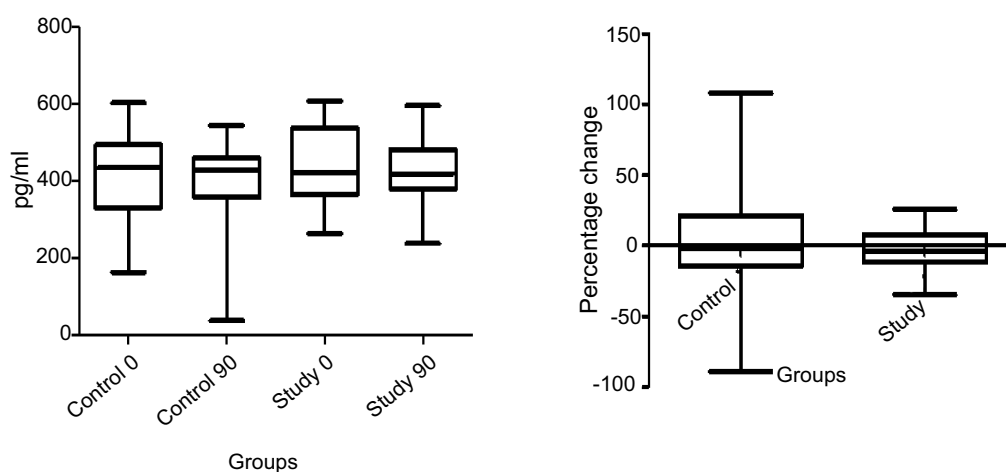 800
600
400
200
0
pg/ml
Control 0
Control 90
Study 0
Study 90
Groups
150
100
50
0
-50
-100
Percentage change
Control
Study
Groups